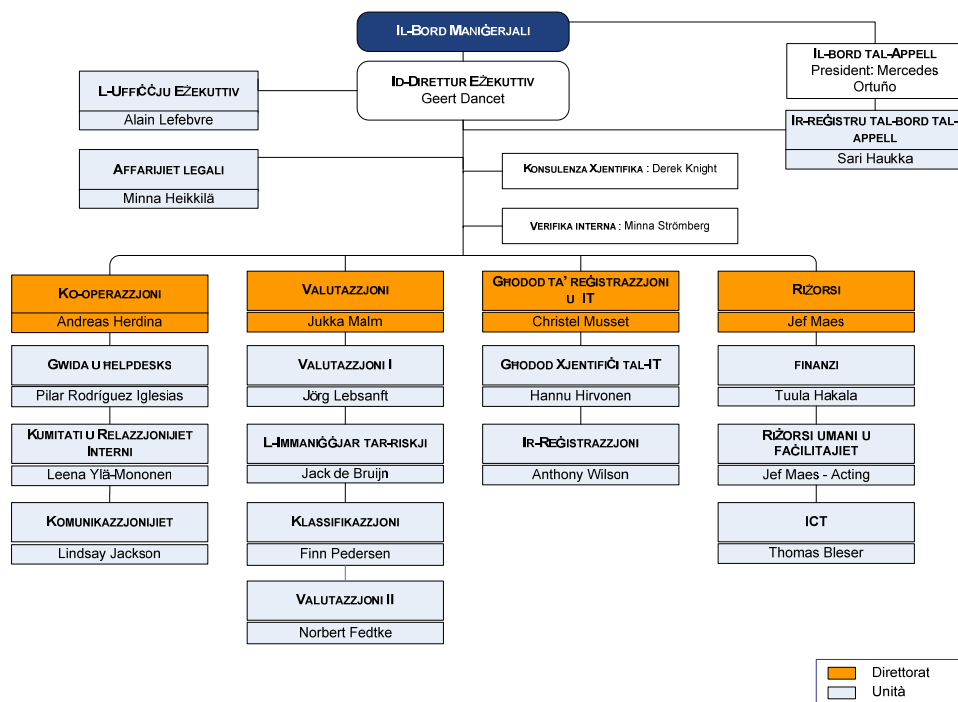 IL-BORD MANIĠERJALI
ID-DIRETTUR EŻEKUTTIV
Geert Dancet
IL-BORD TAL-APPELL
President: Mercedes
Ortuño
IR-REĠISTRU TAL-BORD TAL-
APPELL
Sari Haukka
L-UFFIĊĊJU EŻEKUTTIV
Alain Lefebvre
AFFARIJIET LEGALI
Minna Heikkilä
KONSULENZA XJENTIFIKA : Derek Knight
VERIFIKA INTERNA : Minna Strömberg
KO-OPERAZZJONI
Andreas Herdina
GWIDA U ĦELPDESKS
Pilar Rodríguez Iglesias
KUMITATI U RELAZZJONIJIET
INTERNI
Leena Ylä-Mononen
KOMUNIKAZZJONIJIET
Lindsay Jackson
VALUTAZZJONI
Jukka Malm
VALUTAZZJONI I
Jörg Lebsanft
L-IMMANIĠĠJAR TAR-RISKJI
Jack de Bruijn
KLASSIFIKAZZJONI
Finn Pedersen
VALUTAZZJONI II
Norbert Fedtke
GĦODOD TA' REĠISTRAZZJONI
U IT
Christel Musset
GĦODOD XJENTIFIĊI TAL-IT
Hannu Hirvonen
IR-REĠISTRAZZJONI
Anthony Wilson
RIŻORSI
Jef Maes
FINANZI
Tuula Hakala
RIŻORSI UMANI U
FAĊILITAJIET
Jef Maes - Acting
ICT
Thomas Bleser
Direttorat
Unità